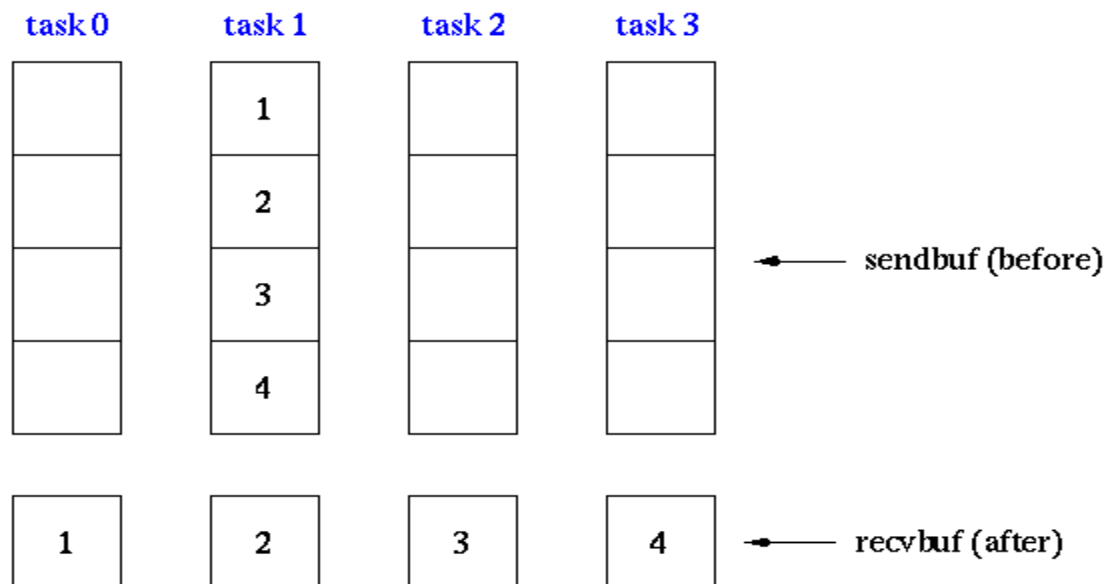 task 0 task 1 task 2 task 3
1
2
sendbuf (before)
3
4
1 2 3 4 recvbuf (after)